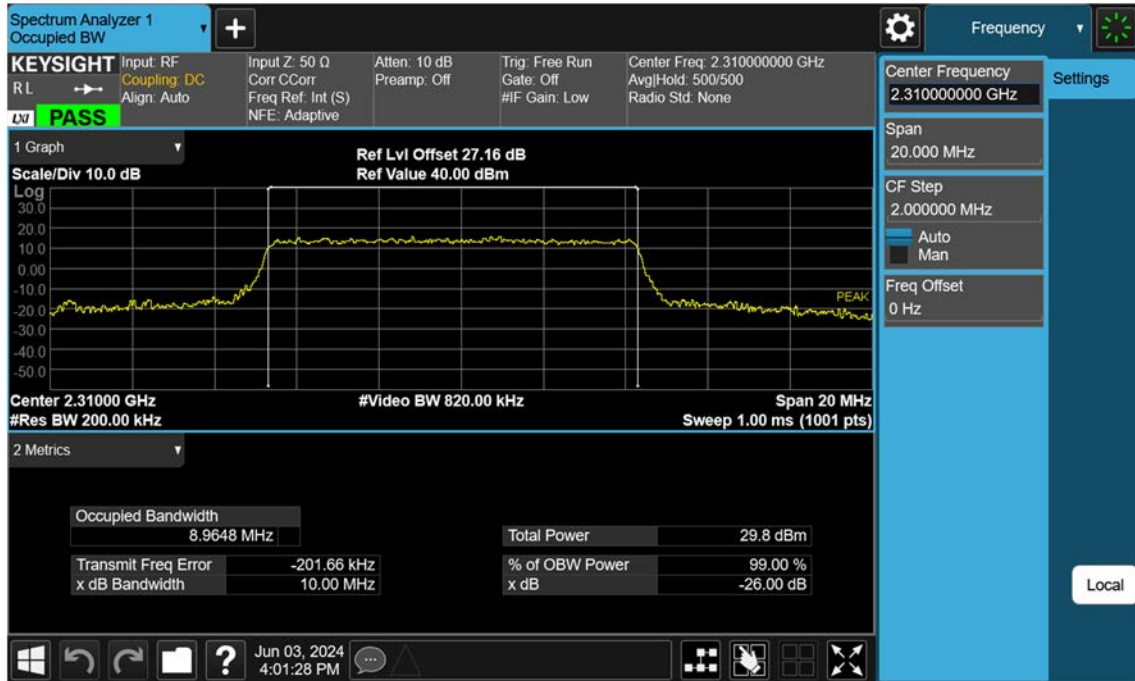 Spectrum Analyzer 1
Occupied BW
+
Frequency
KEYSIGHT
R L
LXI
PASS
Input: RF
Coupling: DC
Align: Auto
Input Z: 50 Ω
Corr CCorr
Freq Ref: Int (S)
NFE: Adaptive
Atten: 10 dB
Preamp: Off
Trig: Free Run
Gate: Off
#IF Gain: Low
Center Freq: 2.310000000 GHz
Avg|Hold: 500/500
Radio Std: None
Center Frequency
2.310000000 GHz
Settings
Span
20.000 MHz
CF Step
2.000000 MHz
Auto
Man
Freq Offset
0 Hz
Local
1 Graph
Scale/Div 10.0 dB
Ref Lvl Offset 27.16 dB
Ref Value 40.00 dBm
Log
30.0
20.0
10.0
0.00
-10.0
-20.0
-30.0
-40.0
-50.0
PEAK
Center 2.31000 GHz
#Res BW 200.00 kHz
#Video BW 820.00 kHz
Span 20 MHz
Sweep 1.00 ms (1001 pts)
2 Metrics
Occupied Bandwidth
8.9648 MHz
Transmit Freq Error -201.66 kHz
x dB Bandwidth 10.00 MHz
Total Power 29.8 dBm
% of OBW Power 99.00 %
x dB -26.00 dB
?
Jun 03, 2024
4:01:28 PM